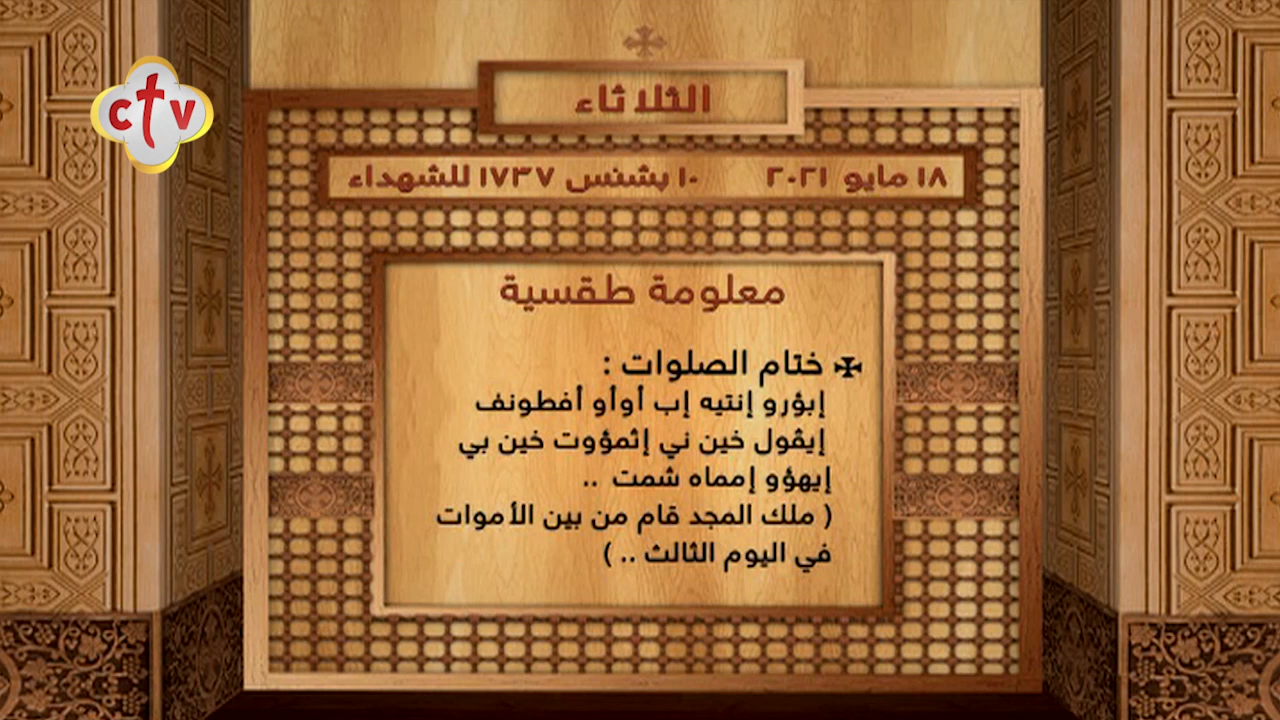 ctv
الثلاثاء
١٨ مايو ٢٠٢١ ١٠ بشنس ١٧٣٧ للشهداء
معلومة طقسية
ختام الصلوات :
إبؤرو إنتيه إب أوأو أفطونف
إيڤول خين ني إثمؤوت خين بي
إيهؤو إمماه شمت ..
( ملك المجد قام من بين الأموات
في اليوم الثالث .. )